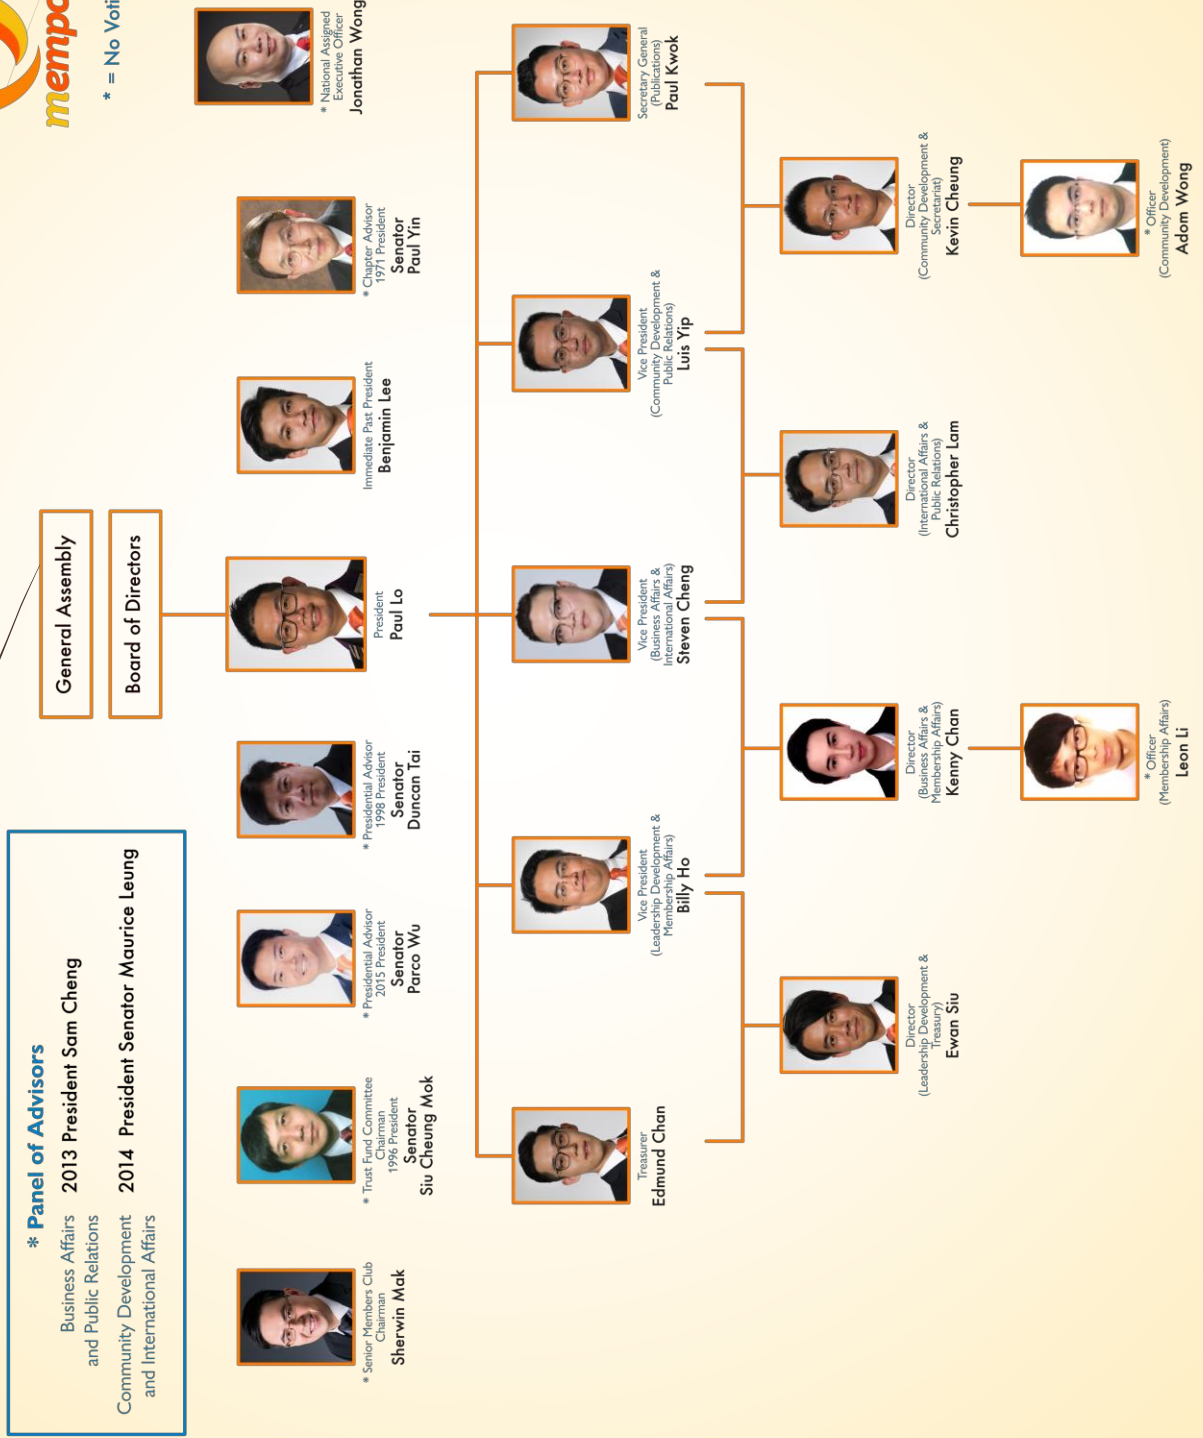 * Panel of Advisors
Business Affairs
and Public Relations
2013 President Sam Cheng
Community Development
and International Affairs
2014 President Senator Maurice Leung
General Assembly
Board of Directors
* = No
* Senior Members Club
Chairman
Sherwin Mak
* Trust Fund Committee
Chairman
1996 President
Senator
Siu Cheung Mok
* Presidential Advisor
2015 President
Senator
Parco Wu
* Presidential Advisor
1998 President
Senator
Duncan Tai
President
Paul Lo
Immediate Past President
Benjamin Lee
* Chapter Advisor
1971 President
Senator
Paul Yin
* National Assigned
Executive Officer
Jonathan Wong
Treasurer
Edmund Chan
Vice President
(Leadership Development &
Membership Affairs)
Billy Ho
Vice President
(Business Affairs &
International Affairs)
Steven Cheng
Vice President
(Community Development &
Public Relations)
Luis Yip
Secretary General
(Publications)
Paul Kwok
Director
(Leadership Development &
Treasury)
Ewan Siu
Director
(Business Affairs &
Membership Affairs)
Kenny Chan
Director
(International Affairs &
Public Relations)
Christopher Lam
Director
(Community Development &
Secretariat)
Kevin Cheung
* Officer
(Membership Affairs)
Leon Li
* Officer
(Community Development)
Adom Wong